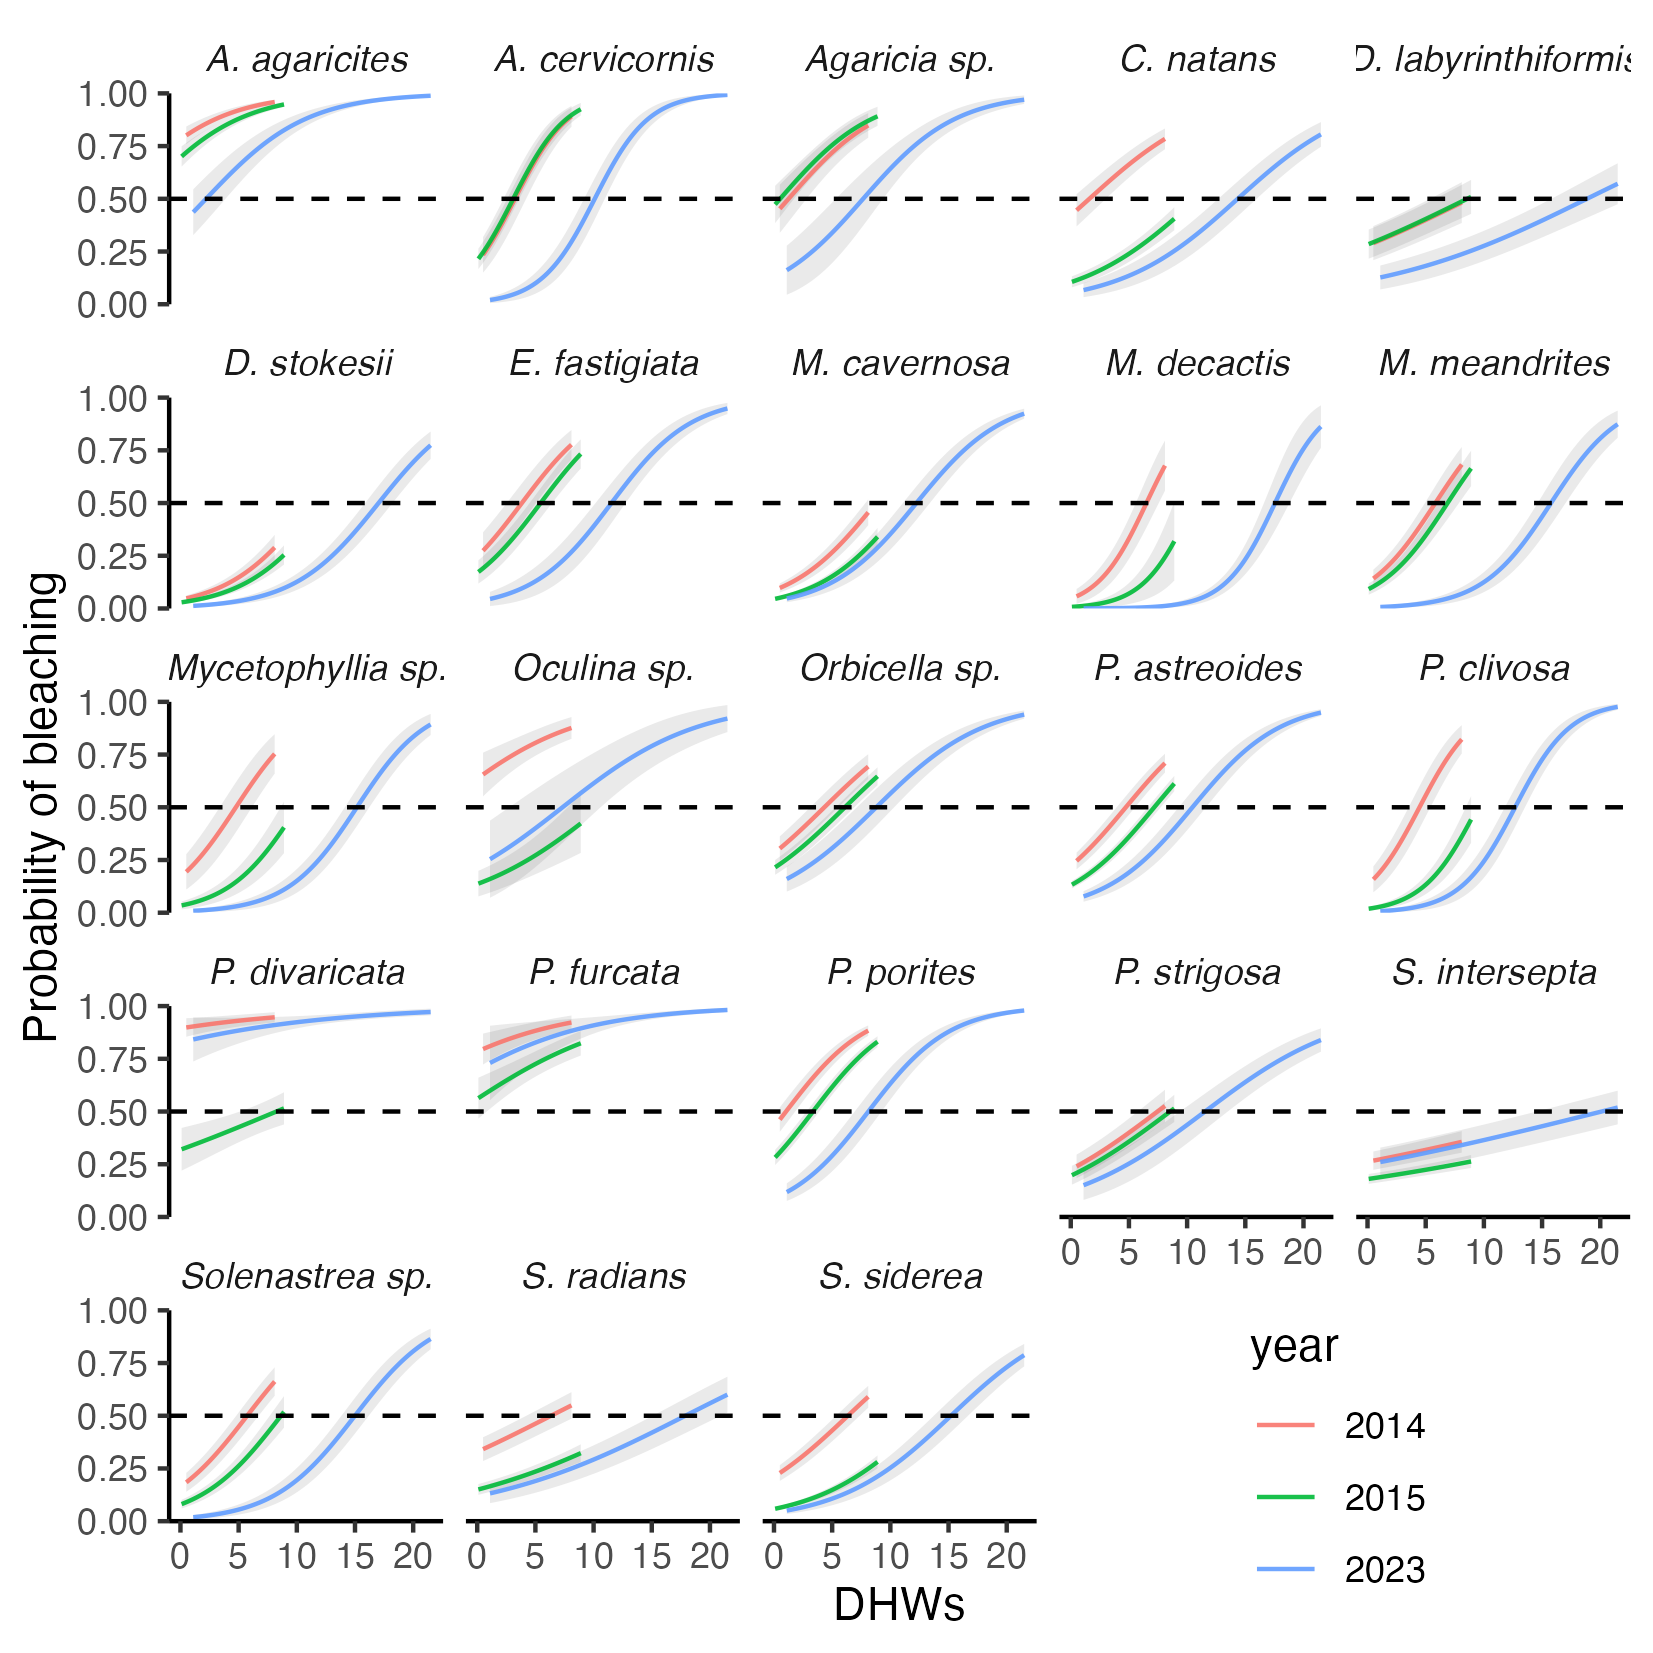 A. agaricites A. cervicornis Agaricia sp. C. natans D. labyrinthiformis
1.00
0.75
0.50
0.25
0.00
D. stokesii E. fastigiata M. cavernosa M. decactis M. meandrites
1.00
0.75
0.50
0.25
0.00
Mycetophyllia sp. Oculina sp. Orbicella sp. P. astreoides P. clivosa
1.00
0.75
0.50
0.25
0.00
Probability of bleaching
P. divaricata P. furcata P. porites P. strigosa S. intersepta
1.00
0.75
0.50
0.25
0.00
0 5 10 15 20 0 5 10 15 20
Solenastrea sp. S. radians S. siderea
1.00
0.75
0.50
0.25
0.00
0 5 10 15 20 0 5 10 15 20 0 5 10 15 20
DHWs
year
2014
2015
2023